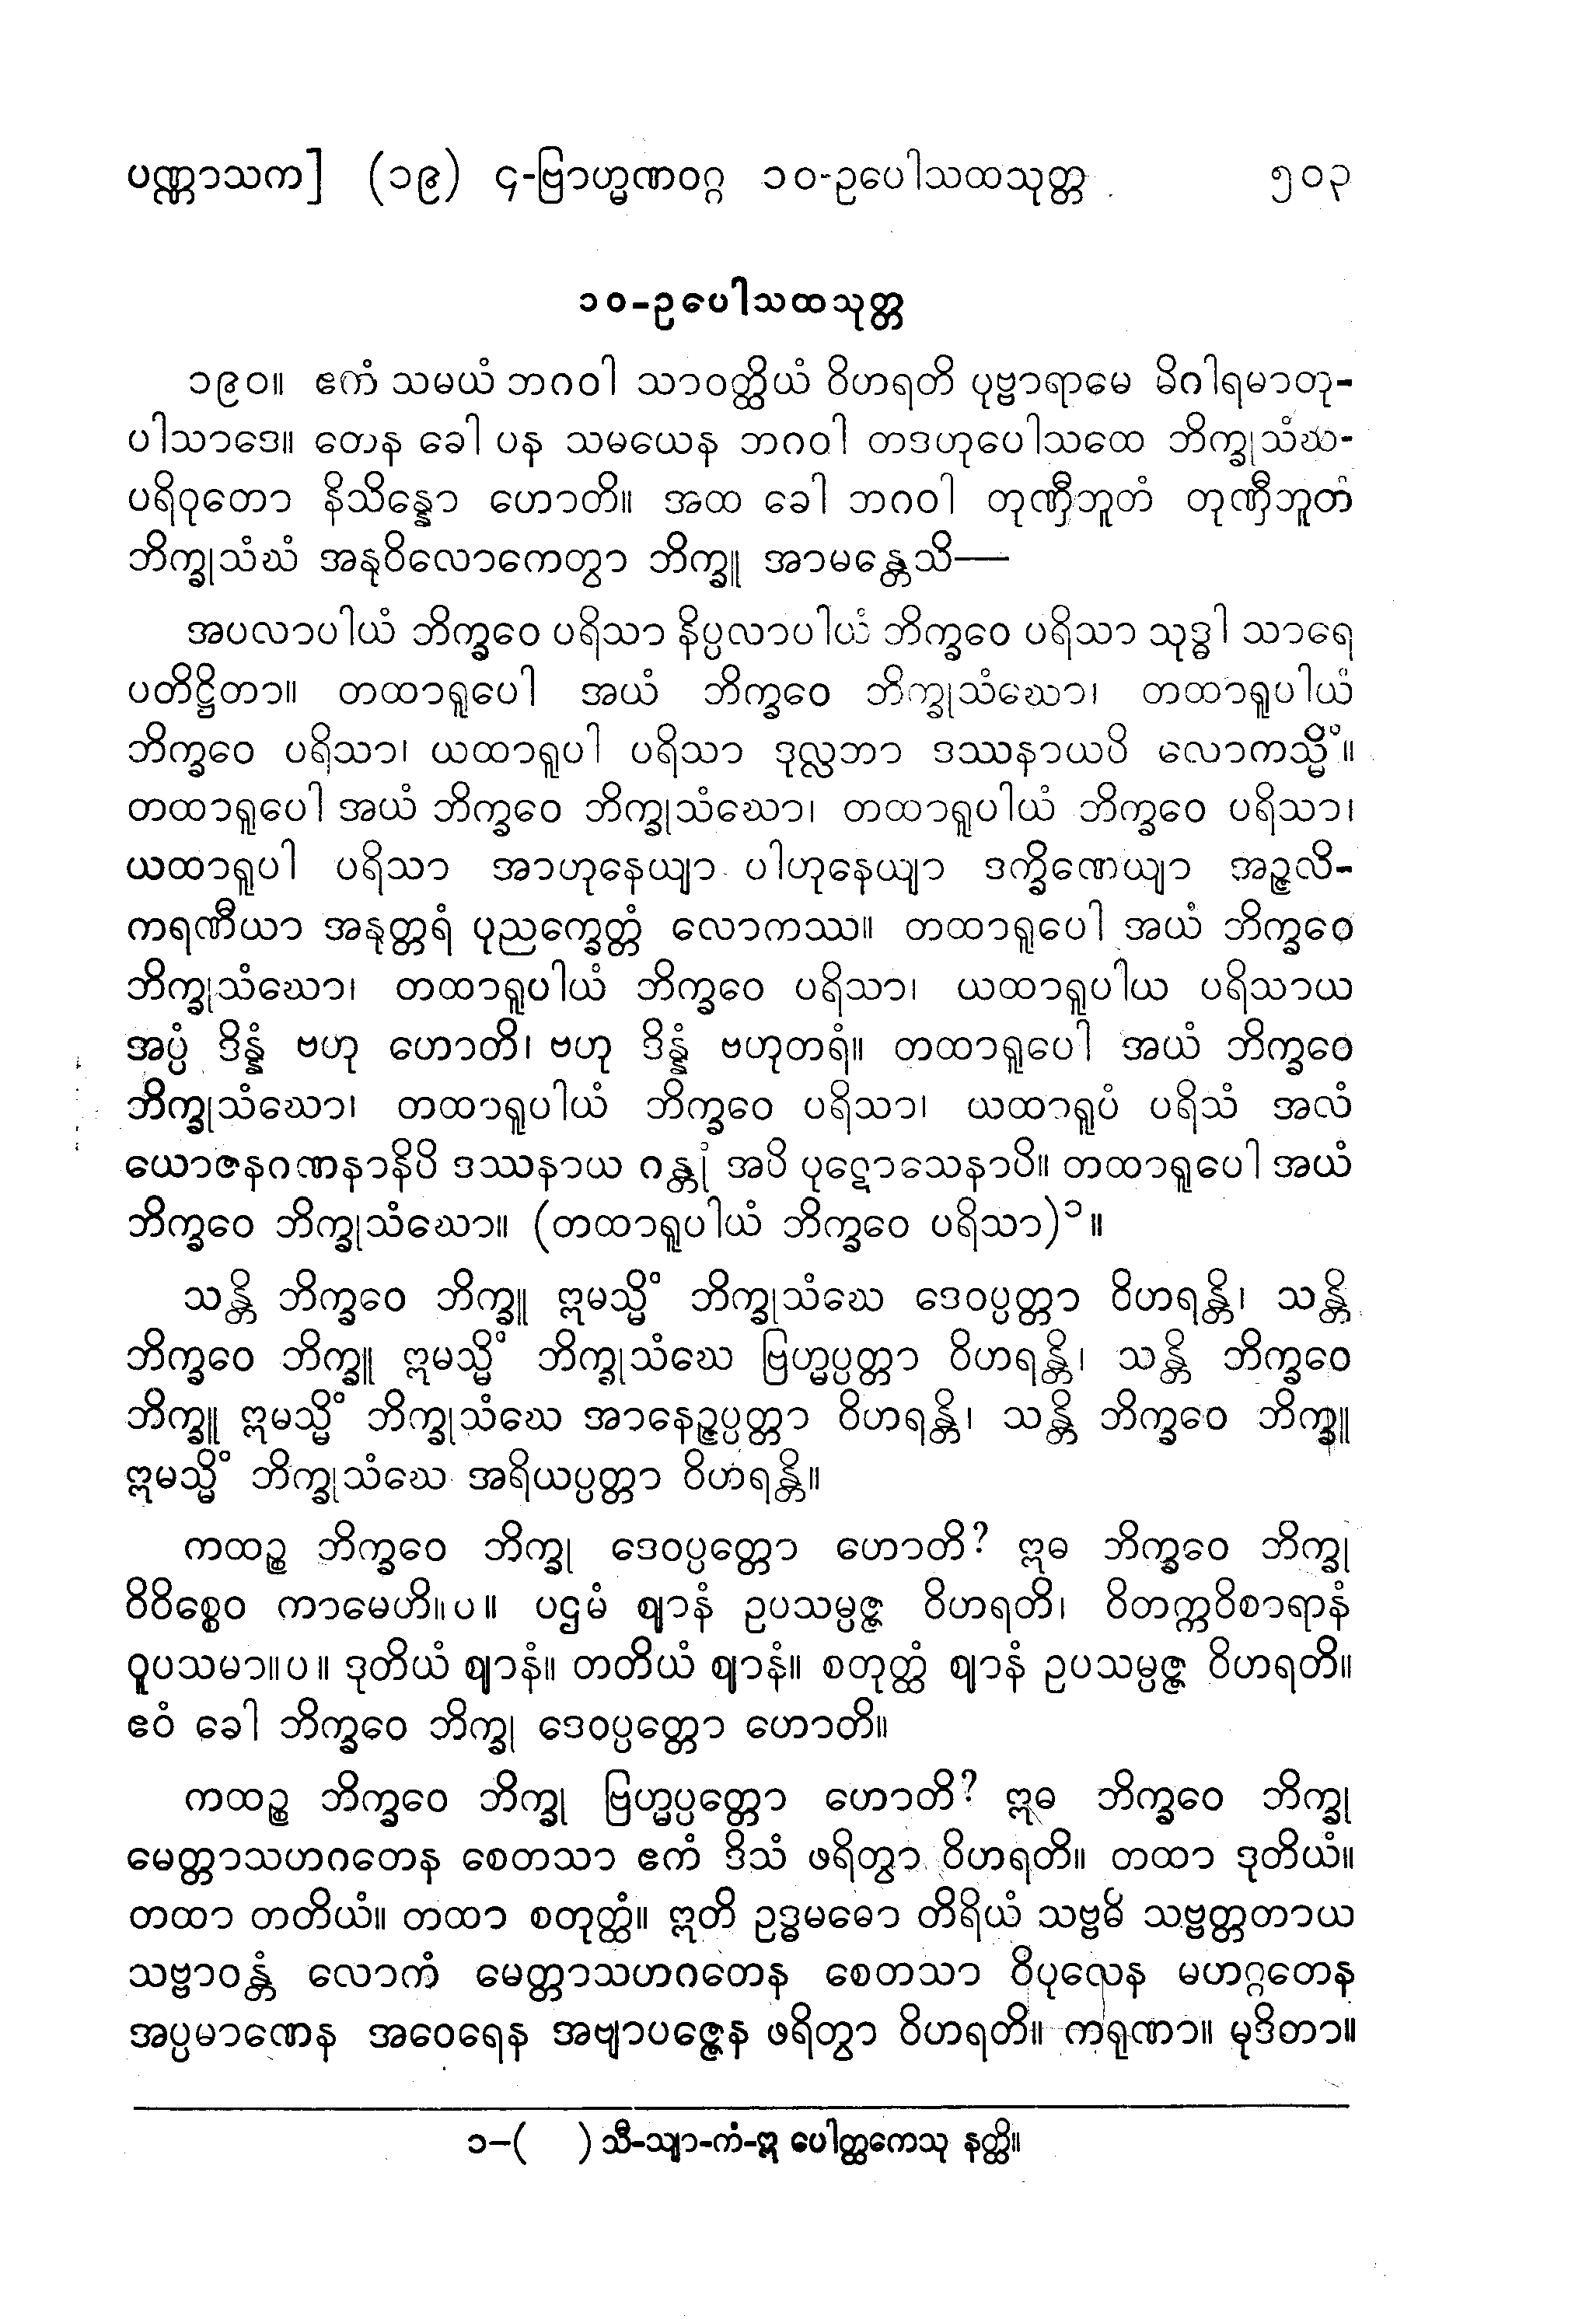 ပဏ္ဏာသက] (၁၉) ၄-ဗြာဟ္မဏဝဂ္ဂ ၁၀-ဥပေါသထသုတ္တ ၅၀၃
၁၀-ဥပေါသထသုတ္တ
၁၉၀။ ဧကံ သမယံ ဘဂဝါ သာဝတ္ထိယံ ဝိဟရတိ ပုဗ္ဗာရာမေ မိဂါရမာတု-
ပါသာဒေ။ တေန ခေါ ပန သမယေန ဘဂဝါ တဒဟုပေါသထေ ဘိက္ခုသံဃ-
ပရိဝုတော နိသိန္နော ဟောတိ။ အထ ခေါ ဘဂဝါ တုဏှီဘူတံ တုဏှီဘူတံ
ဘိက္ခုသံဃံ အနုဝိလောကေတွာ ဘိက္ခူ အာမန္တေသိ—
အပလာပါယံ ဘိက္ခဝေ ပရိသာ နိပ္ပလာပါယံ ဘိက္ခဝေ ပရိသာ သုဒ္ဓါ သာရေ
ပတိဋ္ဌိတာ။ တထာရူပေါ အယံ ဘိက္ခဝေ ဘိက္ခုသံဃော၊ တထာရူပါယံ
ဘိက္ခဝေ ပရိသာ၊ ယထာရူပါ ပရိသာ ဒုလ္လဘာ ဒဿနာယပိ လောကသ္မိံ။
တထာရူပေါ အယံ ဘိက္ခဝေ ဘိက္ခုသံဃော၊ တထာရူပါယံ ဘိက္ခဝေ ပရိသာ၊
ယထာရူပါ ပရိသာ အာဟုနေယျာ ပါဟုနေယျာ ဒက္ခိဏေယျာ အဉ္ဇလိ-
ကရဏီယာ အနုတ္တရံ ပုညက္ခေတ္တံ လောကဿ။ တထာရူပေါ အယံ ဘိက္ခဝေ
ဘိက္ခုသံဃော၊ တထာရူပါယံ ဘိက္ခဝေ ပရိသာ၊ ယထာရူပါယ ပရိသာယ
အပ္ပံ ဒိန္နံ ဗဟု ဟောတိ၊ ဗဟု ဒိန္နံ ဗဟုတရံ။ တထာရူပေါ အယံ ဘိက္ခဝေ
ဘိက္ခုသံဃော၊ တထာရူပါယံ ဘိက္ခဝေ ပရိသာ၊ ယထာရူပံ ပရိသံ အလံ
ယောဇနဂဏနာနိပိ ဒဿနာယ ဂန္တုံ အပိ ပုဋောသေနာပိ။ တထာရူပေါ အယံ
ဘိက္ခဝေ ဘိက္ခုသံဃော။ (တထာရူပါယံ ဘိက္ခဝေ ပရိသာ)၁။
သန္တိ ဘိက္ခဝေ ဘိက္ခူ ဣမသ္မိံ ဘိက္ခုသံဃေ ဒေဝပ္ပတ္တာ ဝိဟရန္တိ၊ သန္တိ
ဘိက္ခဝေ ဘိက္ခူ ဣမသ္မိံ ဘိက္ခုသံဃေ ဗြဟ္မပ္ပတ္တာ ဝိဟရန္တိ၊ သန္တိ ဘိက္ခဝေ
ဘိက္ခူ ဣမသ္မိံ ဘိက္ခုသံဃေ အာနေဉ္ဇပ္ပတ္တာ ဝိဟရန္တိ၊ သန္တိ ဘိက္ခဝေ ဘိက္ခူ
ဣမသ္မိံ ဘိက္ခုသံဃေ အရိယပ္ပတ္တာ ဝိဟရန္တိ။
ကထဉ္စ ဘိက္ခဝေ ဘိက္ခု ဒေဝပ္ပတ္တော ဟောတိ? ဣဓ ဘိက္ခဝေ ဘိက္ခု
ဝိဝိစ္စေဝ ကာမေဟိ။ပ။ ပဌမံ ဈာနံ ဥပသမ္ပဇ္ဇ ဝိဟရတိ၊ ဝိတက္ကဝိစာရာနံ
ဝူပသမာ။ပ။ ဒုတိယံ ဈာနံ။ တတိယံ ဈာနံ။ စတုတ္ထံ ဈာနံ ဥပသမ္ပဇ္ဇ ဝိဟရတိ။
ဧဝံ ခေါ ဘိက္ခဝေ ဘိက္ခု ဒေဝပ္ပတ္တော ဟောတိ။
ကထဉ္စ ဘိက္ခဝေ ဘိက္ခု ဗြဟ္မပ္ပတ္တော ဟောတိ? ဣဓ ဘိက္ခဝေ ဘိက္ခု
မေတ္တာသဟဂတေန စေတသာ ဧကံ ဒိသံ ဖရိတွာ ဝိဟရတိ။ တထာ ဒုတိယံ။
တထာ တတိယံ။ တထာ စတုတ္ထံ။ ဣတိ ဥဒ္ဓမဓော တိရိယံ သဗ္ဗဓိ သဗ္ဗတ္တတာယ
သဗ္ဗာဝန္တံ လောကံ မေတ္တာသဟဂတေန စေတသာ ဝိပုလေန မဟဂ္ဂတေန
အပ္ပမာဏေန အဝေရေန အဗျာပဇ္ဇေန ဖရိတွာ ဝိဟရတိ။ ကရုဏာ။ မုဒိတာ။
၁–( ) သီ-သျာ-ကံ-ဣ ပေါတ္ထကေသု နတ္ထိ။